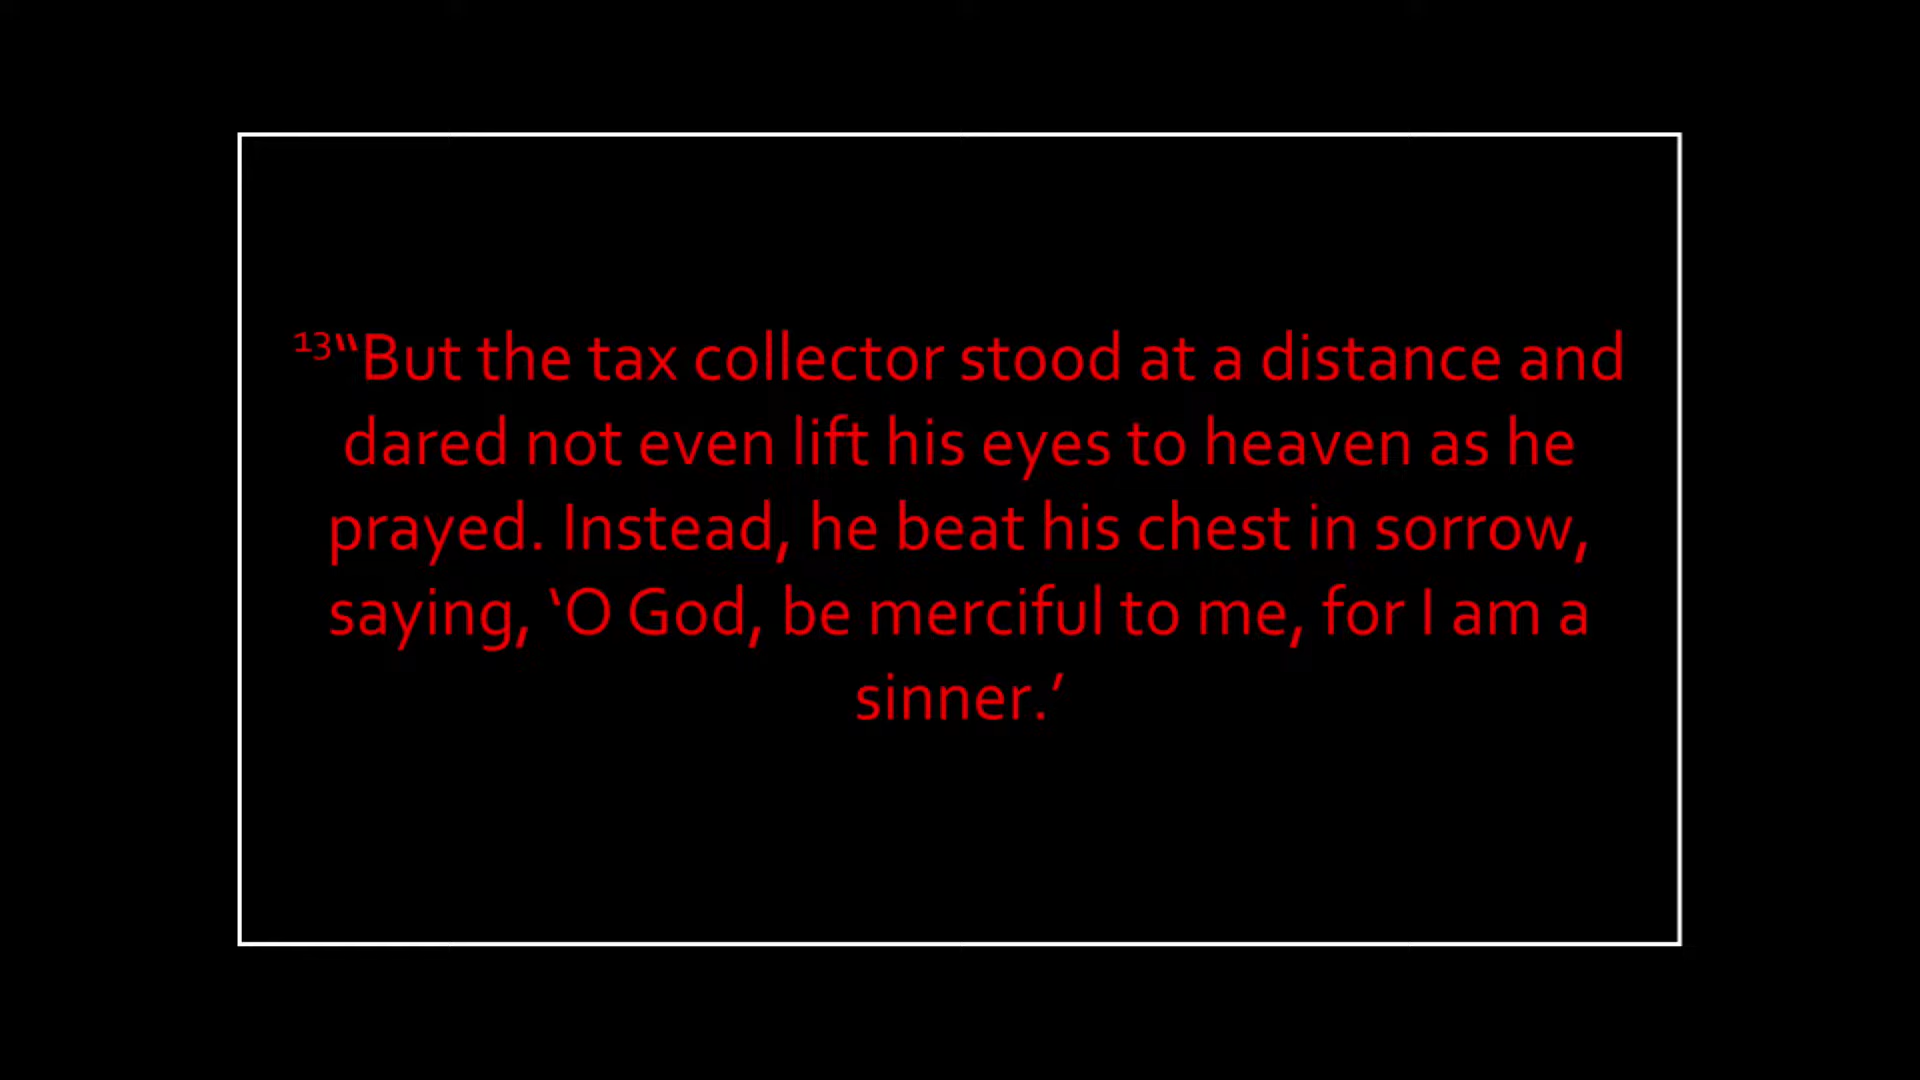 ¹³“But the tax collector stood at a distance and
dared not even lift his eyes to heaven as he
prayed. Instead, he beat his chest in sorrow,
saying, ‘O God, be merciful to me, for I am a
sinner.’